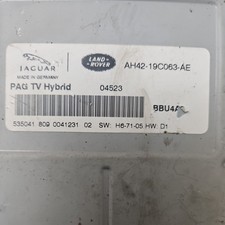 JAGUAR
LAND ROVER
AH42-19C063-AE
MADE IN GERMANY
PAG TV Hybrid 04523
BBU4A
535041 809 0041231 02 SW: H6-71-05 HW: D1